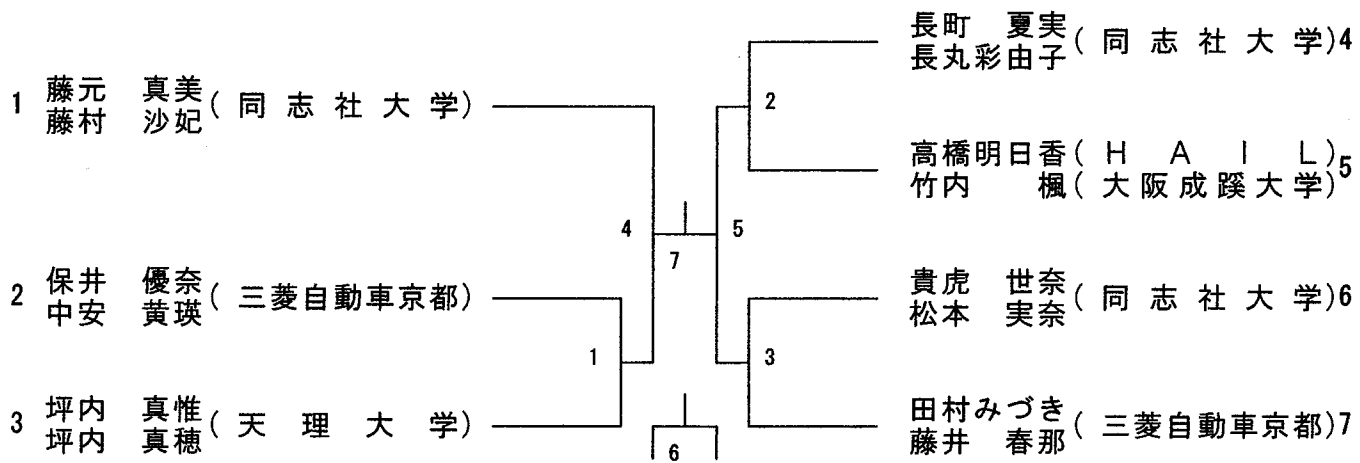 1 藤元 真美 (同志社大学)
藤村 沙妃
2 保井 優奈 (三菱自動車京都)
中安 黄瑛
3 坪内 真惟 (天理大学)
坪内 真穂
1
4
7
6
5
2
3
長町 夏実 (同志社大学) 4
長丸彩由子
高橋明日香 (HAIL) 5
竹内 楓 (大阪成蹊大学)
貴虎 世奈 (同志社大学) 6
松本 実奈
田村みづき (三菱自動車京都) 7
藤井 春那